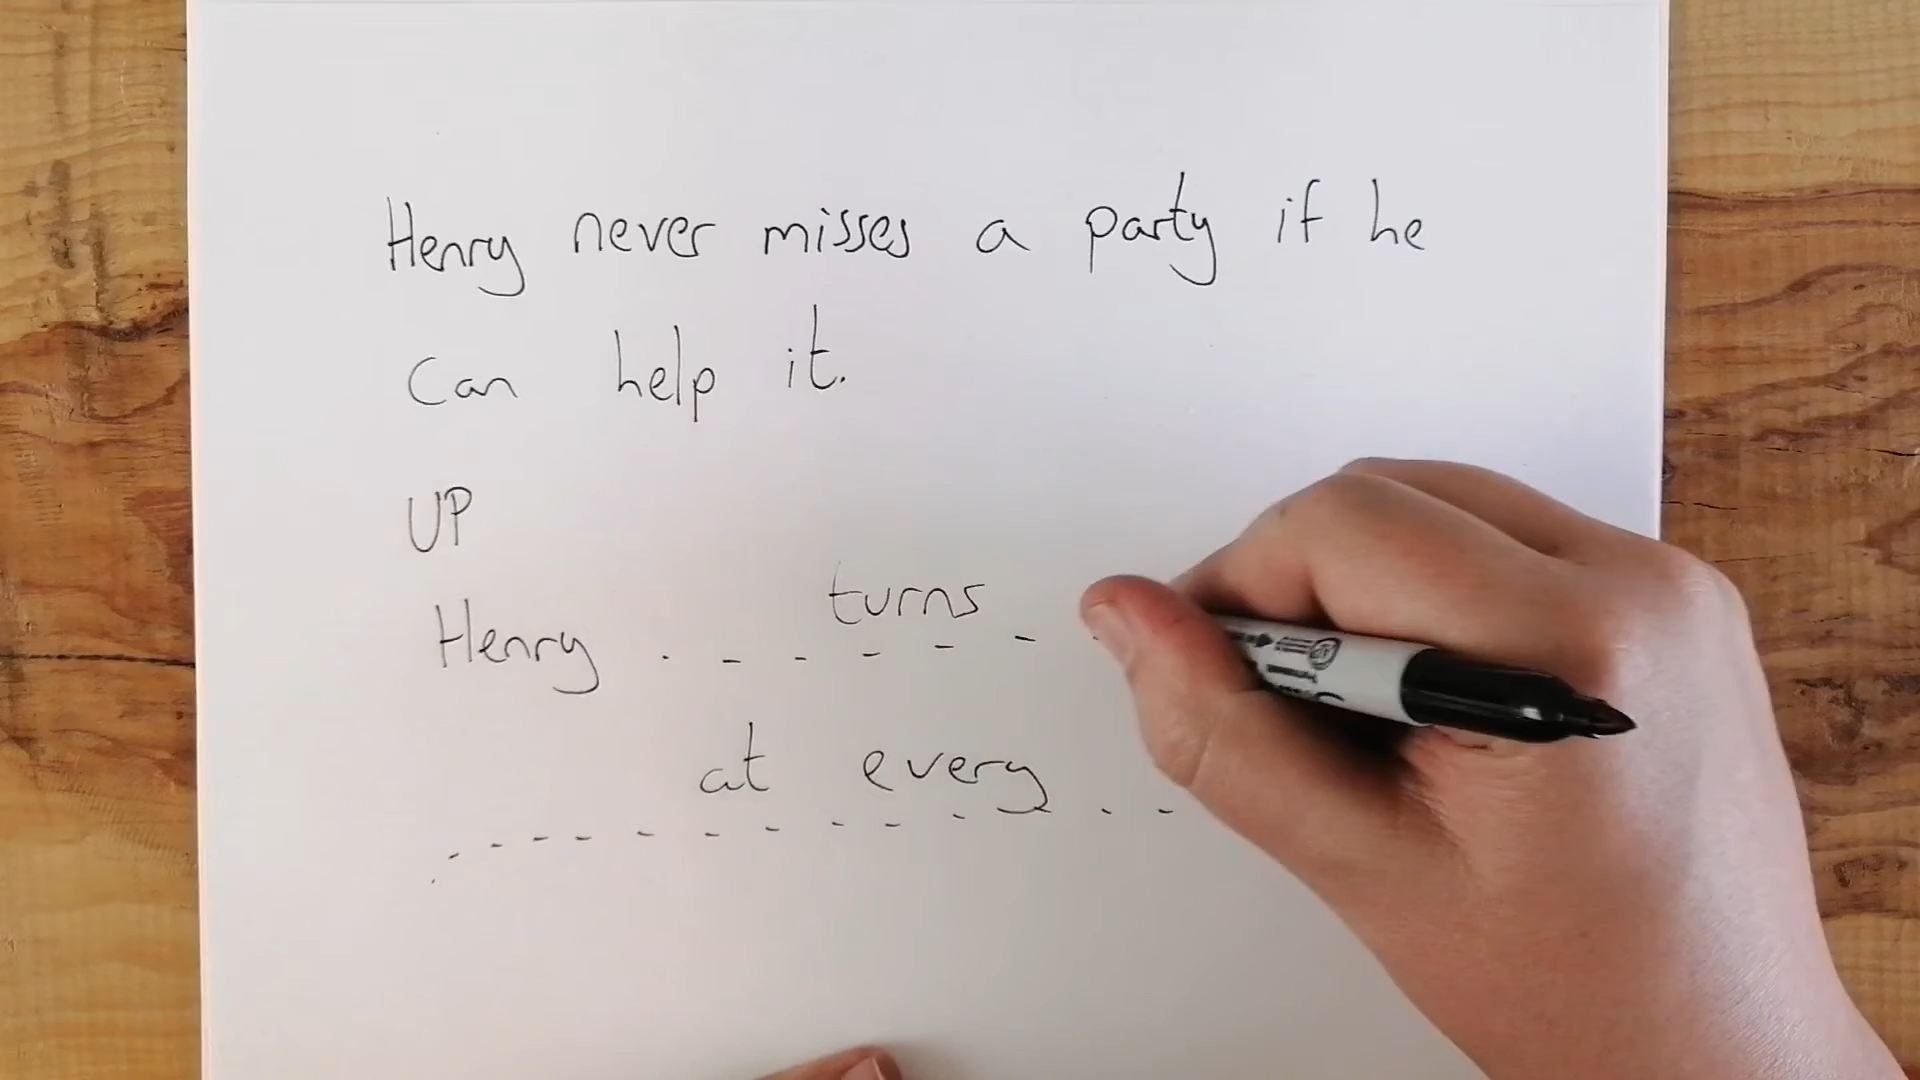 Henry never misses a party if he
can help it.
UP
Henry turns
at every